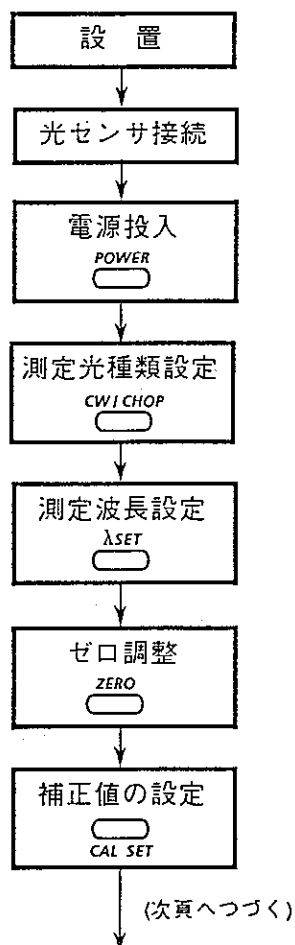 設 置
光センサ接続
電源投入
POWER
測定光種類設定
CW / CHOP
測定波長設定
λSET
ゼロ調整
ZERO
補正値の設定
CAL SET
(次頁へつづく)